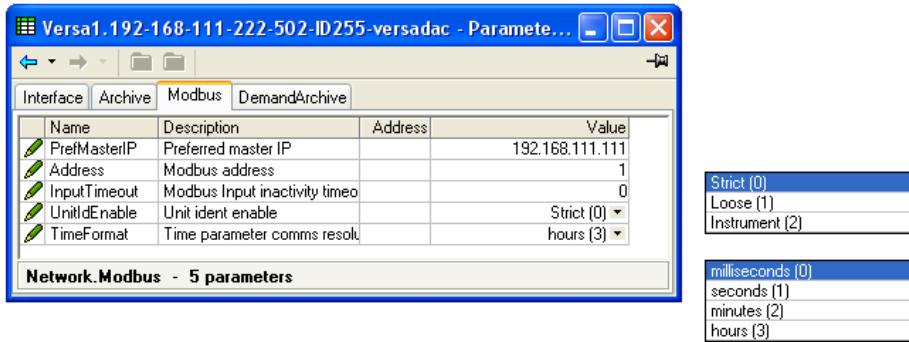 Versa1.192-168-111-222-502-ID255-versadac - Paramete...
Interface Archive Modbus DemandArchive
Name Description Address Value
PrefMasterIP Preferred master IP 192.168.111.111
Address Modbus address 1
InputTimeout Modbus Input inactivity timeo 0
UnitIdEnable Unit ident enable Strict (0)
TimeFormat Time parameter comms resolu hours (3)
Network.Modbus - 5 parameters
Strict (0)
Loose (1)
Instrument (2)
milliseconds (0)
seconds (1)
minutes (2)
hours (3)